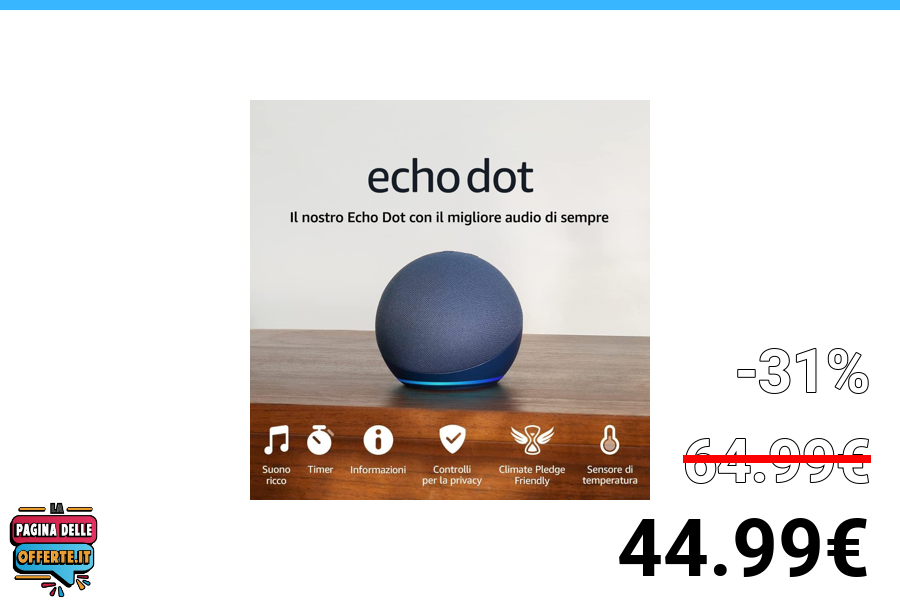 echo dot
Il nostro Echo Dot con il migliore audio di sempre
Suono
ricco
Timer
Informazioni
Controlli
per la privacy
Climate Pledge
Friendly
Sensore di
temperatura
-31%
64.99€
44.99€
LA
PAGINA DELLE
OFFERTE.IT